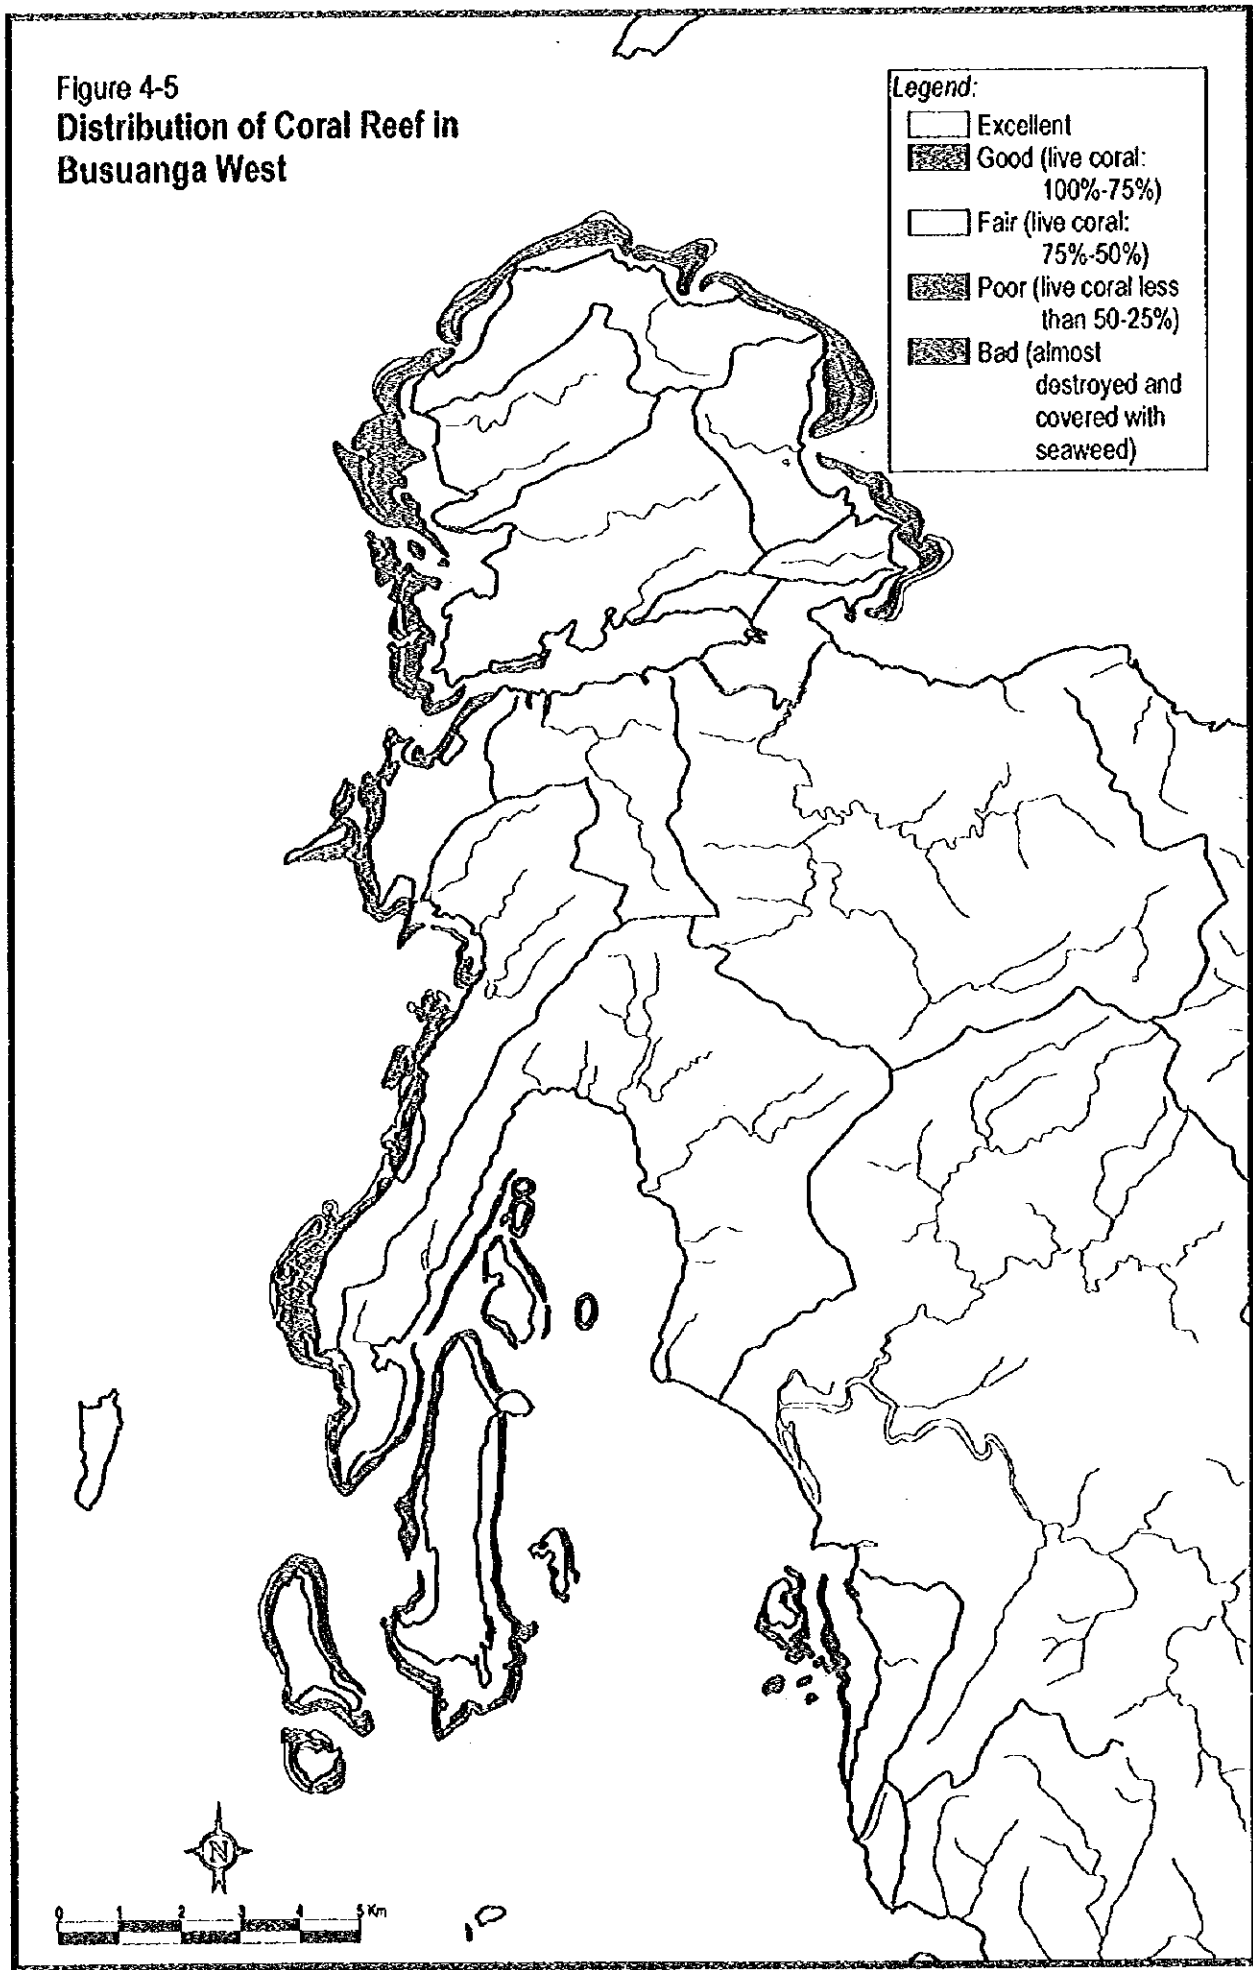 Figure 4-5
Distribution of Coral Reef in
Busuanga West
Legend:
Excellent
Good (live coral:
100%-75%)
Fair (live coral:
75%-50%)
Poor (live coral less
than 50-25%)
Bad (almost
destroyed and
covered with
seaweed)
N
0 1 2 3 4 5 Km